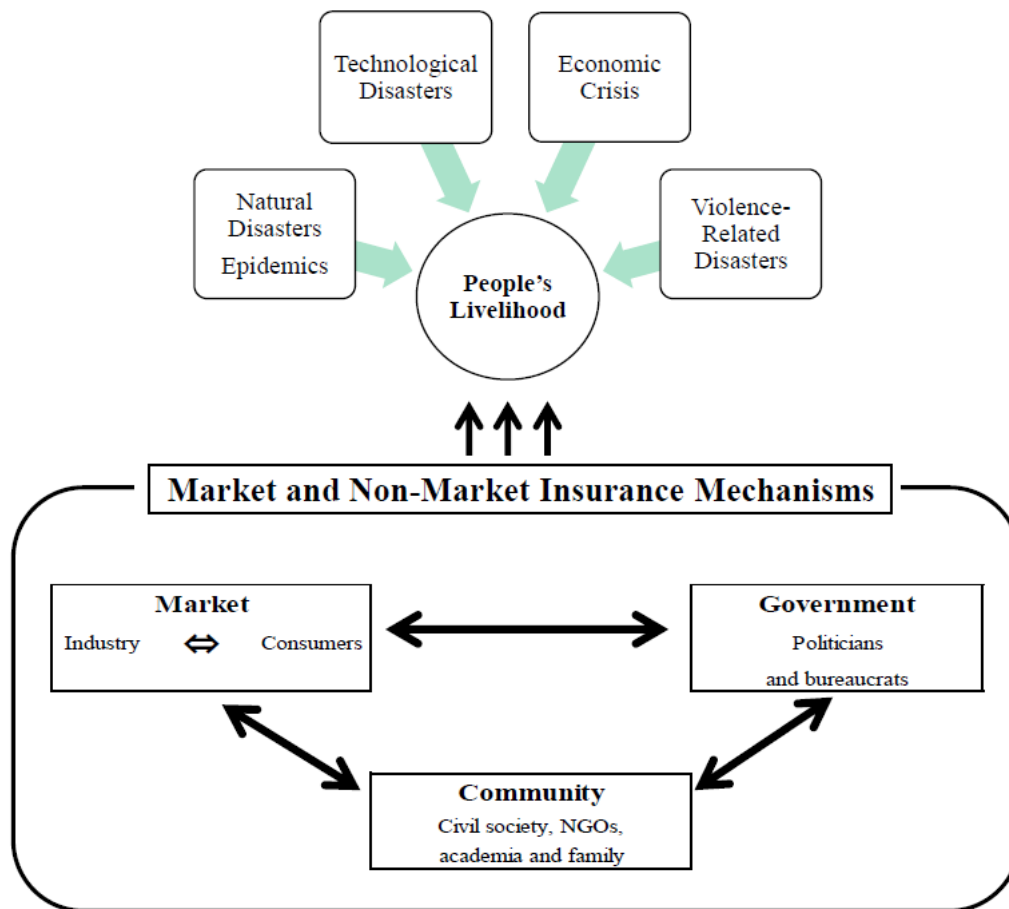 Technological
Disasters
Economic
Crisis
Natural
Disasters
Epidemics
Violence-
Related
Disasters
People's
Livelihood
Market and Non-Market Insurance Mechanisms
Market
Industry ⇔ Consumers
Government
Politicians
and bureaucrats
Community
Civil society, NGOs,
academia and family